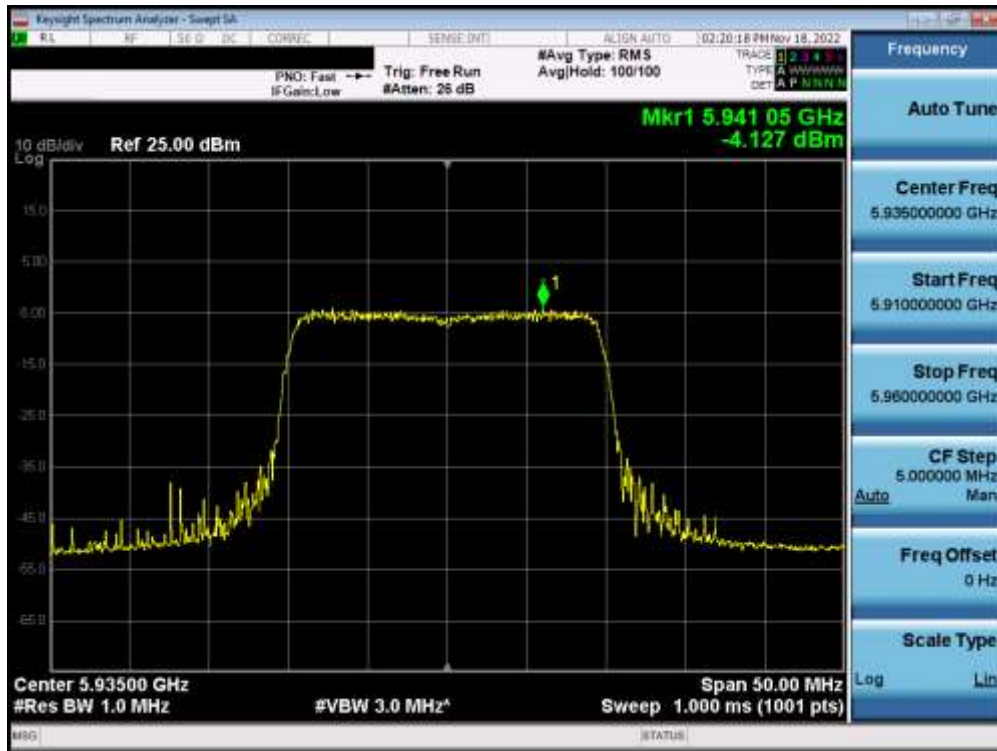 Keysight Spectrum Analyzer - Swept SA
RL RF 50 Ω DC CORREC SENSE:INT ALIGN AUTO 02:20:18 PM Nov 18, 2022
Frequency
PNO: Fast
IFGain:Low
Trig: Free Run
#Atten: 26 dB
#Avg Type: RMS
Avg|Hold: 100/100
TRACE 1 2 3 4 5 6
TYPE A WWWWW
DET A P N N N N
Auto Tune
Mkr1 5.941 05 GHz
-4.127 dBm
10 dB/div
Log
Ref 25.00 dBm
15.0
5.00
-5.00
-15.0
-25.0
-35.0
-45.0
-55.0
-65.0
1
Center Freq
5.935000000 GHz
Start Freq
5.910000000 GHz
Stop Freq
5.960000000 GHz
CF Step
5.000000 MHz
Auto Man
Freq Offset
0 Hz
Scale Type
Log Lin
Center 5.93500 GHz
Span 50.00 MHz
#Res BW 1.0 MHz
#VBW 3.0 MHz*
Sweep 1.000 ms (1001 pts)
MSG
STATUS